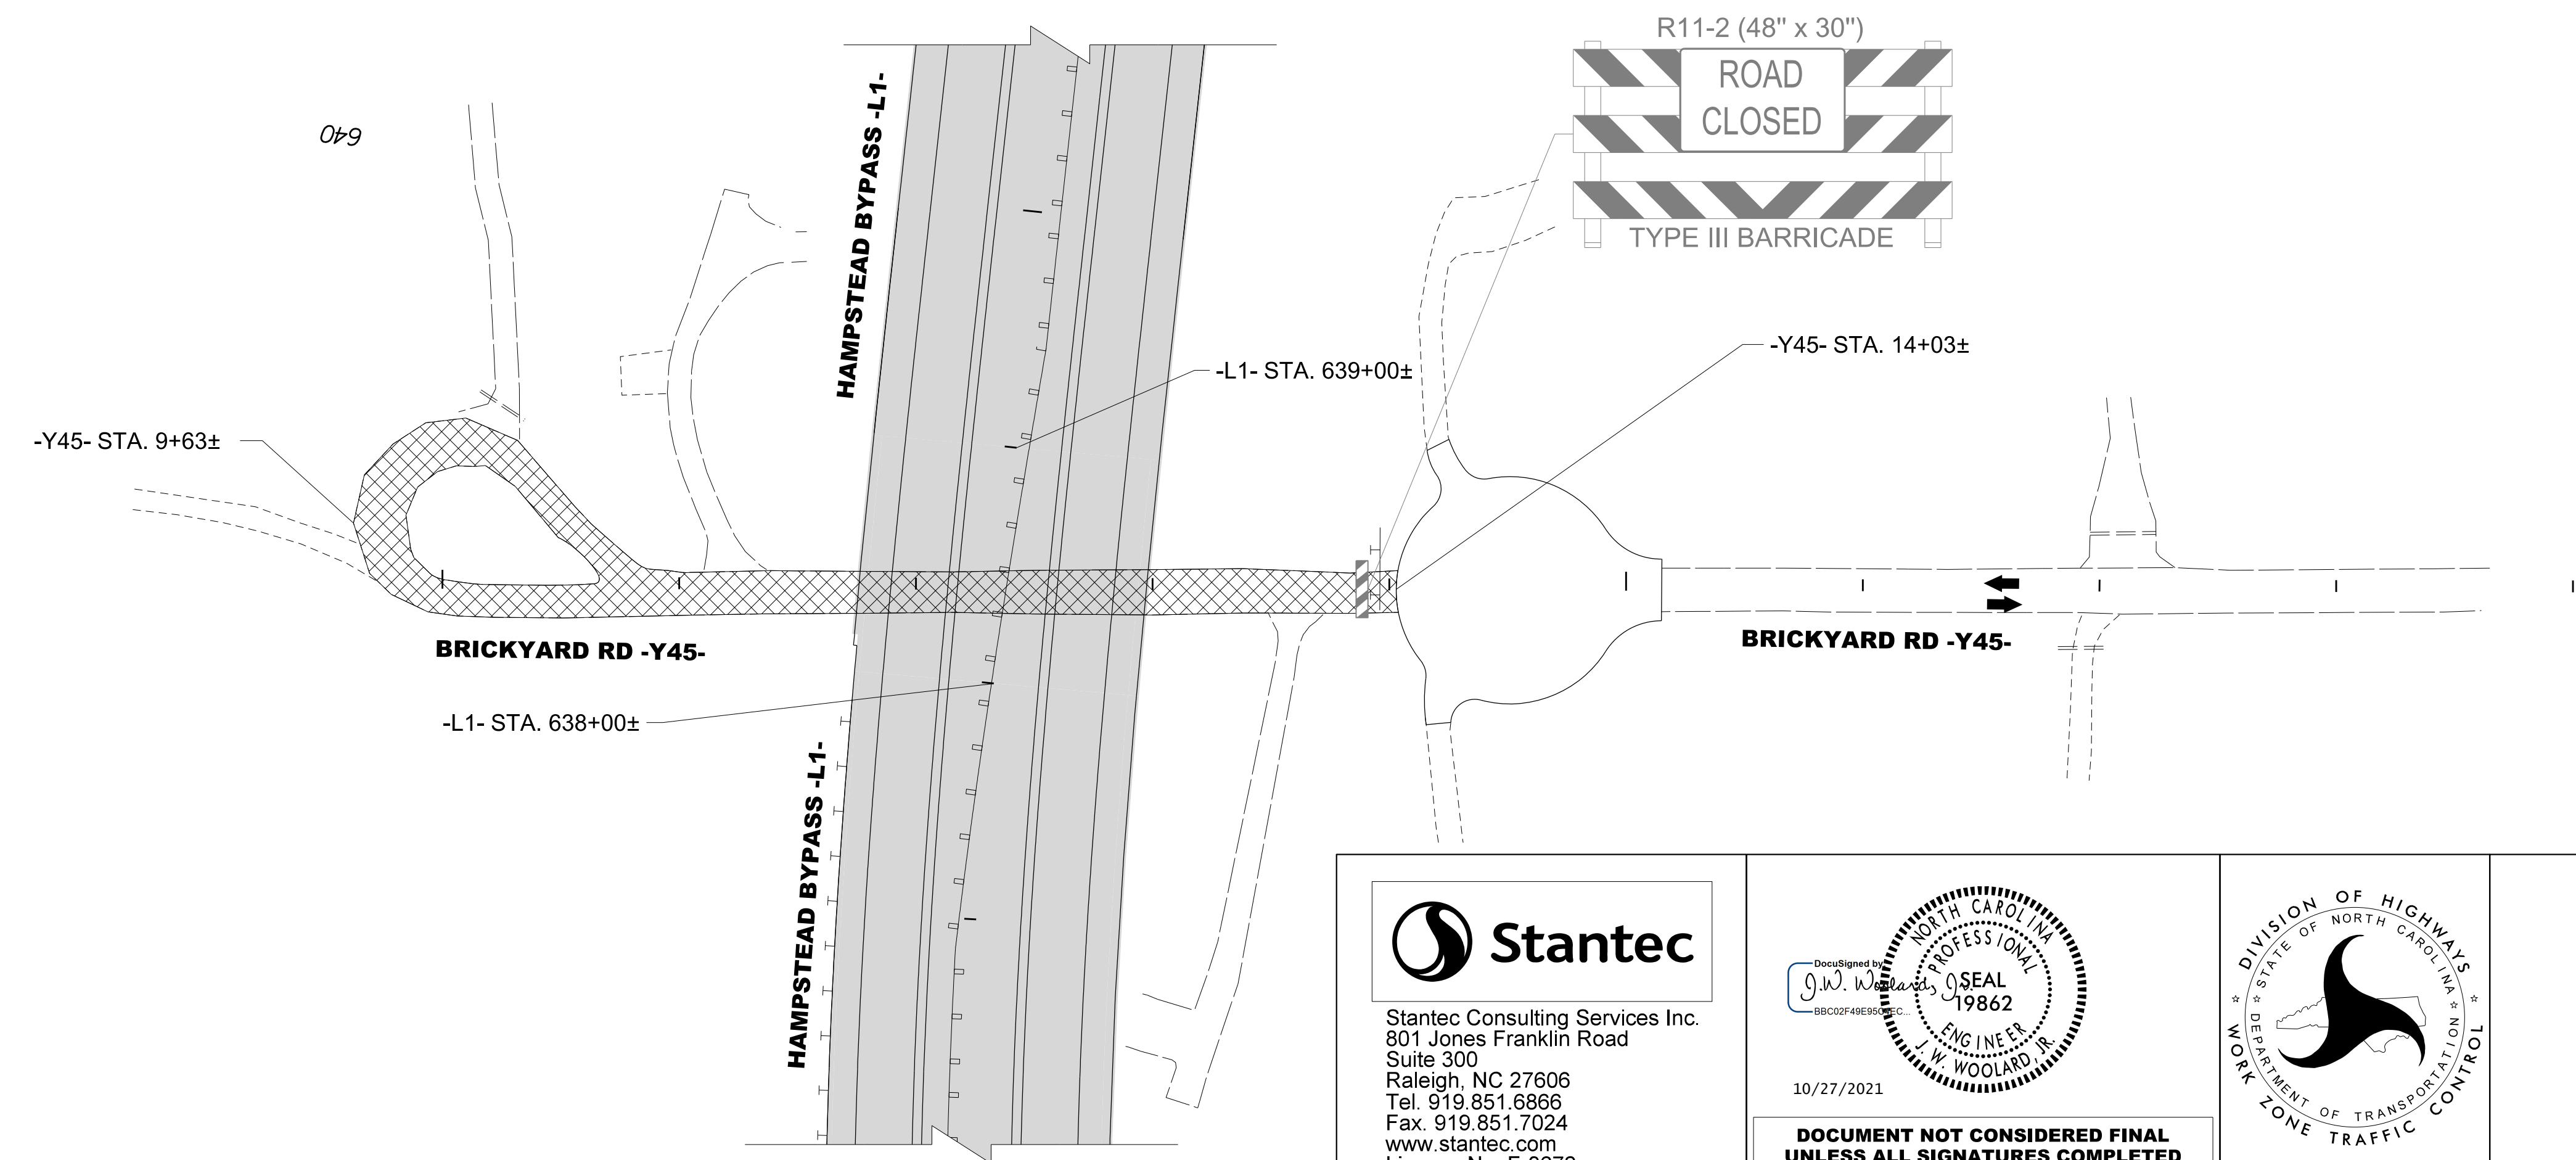 R11-2 (48" x 30")
ROAD
CLOSED
TYPE III BARRICADE
640
HAMPSTEAD BYPASS -L1-
-L1- STA. 639+00±
-Y45- STA. 14+03±
-Y45- STA. 9+63±
BRICKYARD RD -Y45-
BRICKYARD RD -Y45-
-L1- STA. 638+00±
HAMPSTEAD BYPASS -L1-
Stantec
Stantec Consulting Services Inc.
801 Jones Franklin Road
Suite 300
Raleigh, NC 27606
Tel. 919.851.6866
Fax. 919.851.7024
www.stantec.com
DocuSigned by
J.W. Woolard, Jr.
NORTH CAROLINA
PROFESSIONAL
SEAL
19862
ENGINEER
J. W. WOOLARD, JR.
10/27/2021
DOCUMENT NOT CONSIDERED FINAL
UNLESS ALL SIGNATURES COMPLETED
DIVISION OF HIGHWAYS
STATE OF NORTH CAROLINA
DEPARTMENT OF TRANSPORTATION
WORK ZONE TRAFFIC CONTROL